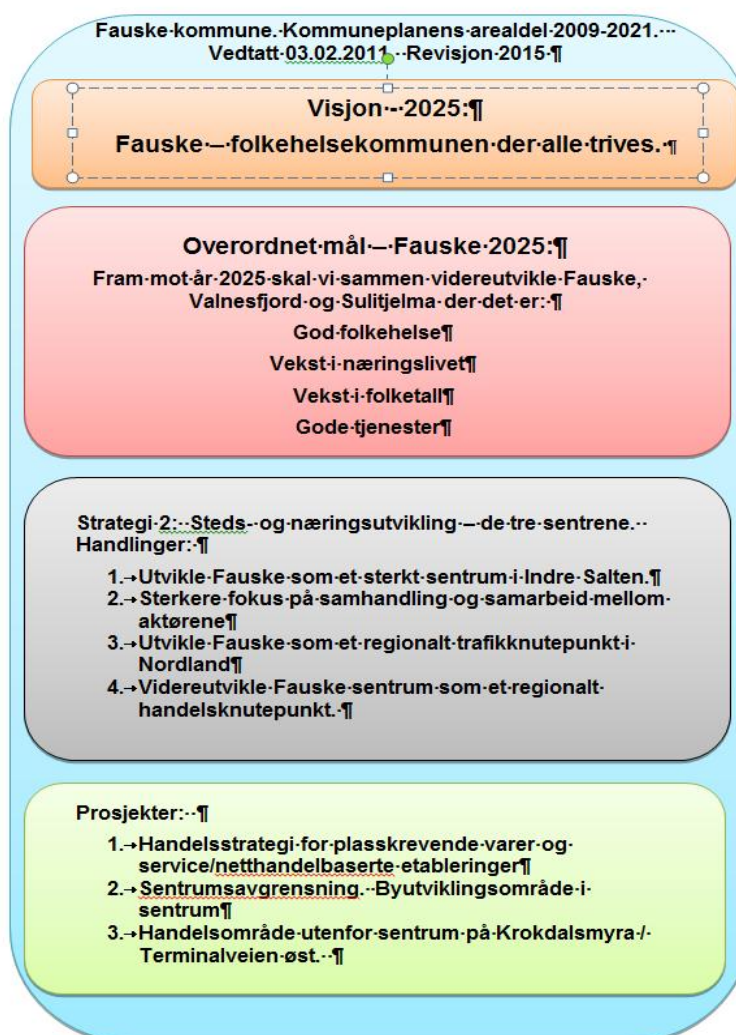 Fauske kommune. Kommuneplanens arealdel 2009-2021.
Vedtatt 03.02.2011 Revisjon 2015 ¶
Visjon - 2025:¶
Fauske – folkehelsekommunen der alle trives. ¶
Overordnet mål – Fauske 2025:¶
Fram mot år 2025 skal vi sammen videreutvikle Fauske,
Valnesfjord og Sulitjelma der det er: ¶
God folkehelse¶
Vekst i næringslivet¶
Vekst i folketall¶
Gode tjenester¶
Strategi 2: Steds- og næringsutvikling – de tre sentrene.
Handlinger: ¶
1.→Utvikle Fauske som et sterkt sentrum i Indre Salten.¶
2.→Sterkere fokus på samhandling og samarbeid mellom
aktørene¶
3.→Utvikle Fauske som et regionalt trafikknutepunkt i
Nordland¶
4.→Videreutvikle Fauske sentrum som et regionalt
handelsknutepunkt. ¶
Prosjekter: ¶
1.→Handelsstrategi for plasskrevende varer og
service/netthandelbaserte etableringer¶
2.→Sentrumsavgrensning. Byutviklingsområde i
sentrum¶
3.→Handelsområde utenfor sentrum på Krokdalsmyra /
Terminalveien øst. ¶